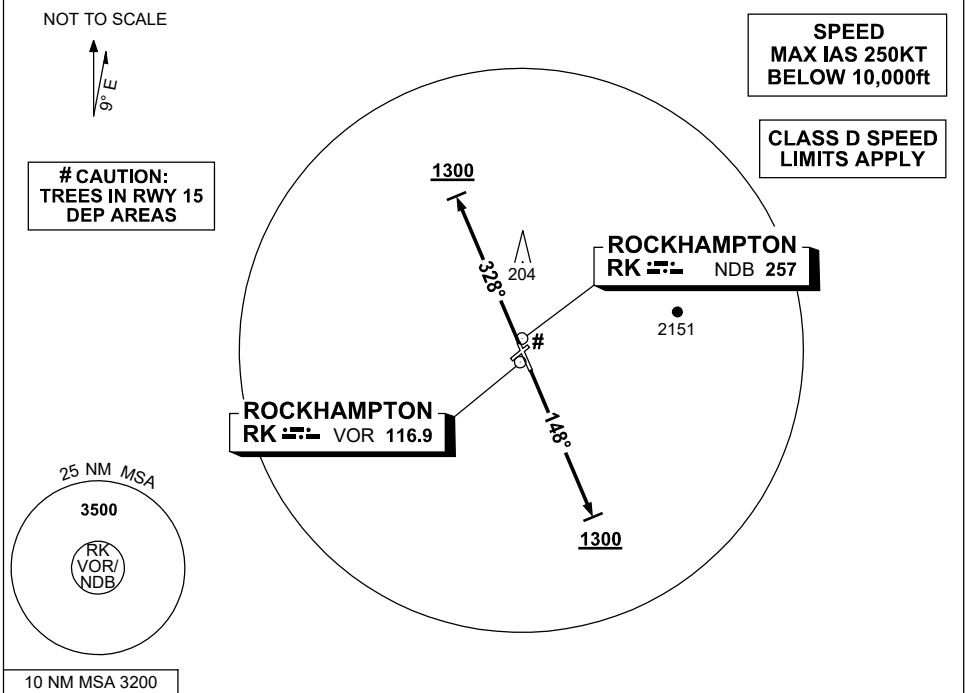 NOT TO SCALE
9° E
SPEED
MAX IAS 250KT
BELOW 10,000ft
CLASS D SPEED
LIMITS APPLY
# CAUTION:
TREES IN RWY 15
DEP AREAS
1300
328°
204
ROCKHAMPTON
RK NDB 257
2151
#
ROCKHAMPTON
RK VOR 116.9
148°
1300
25 NM MSA
3500
RK
VOR/
NDB
10 NM MSA 3200